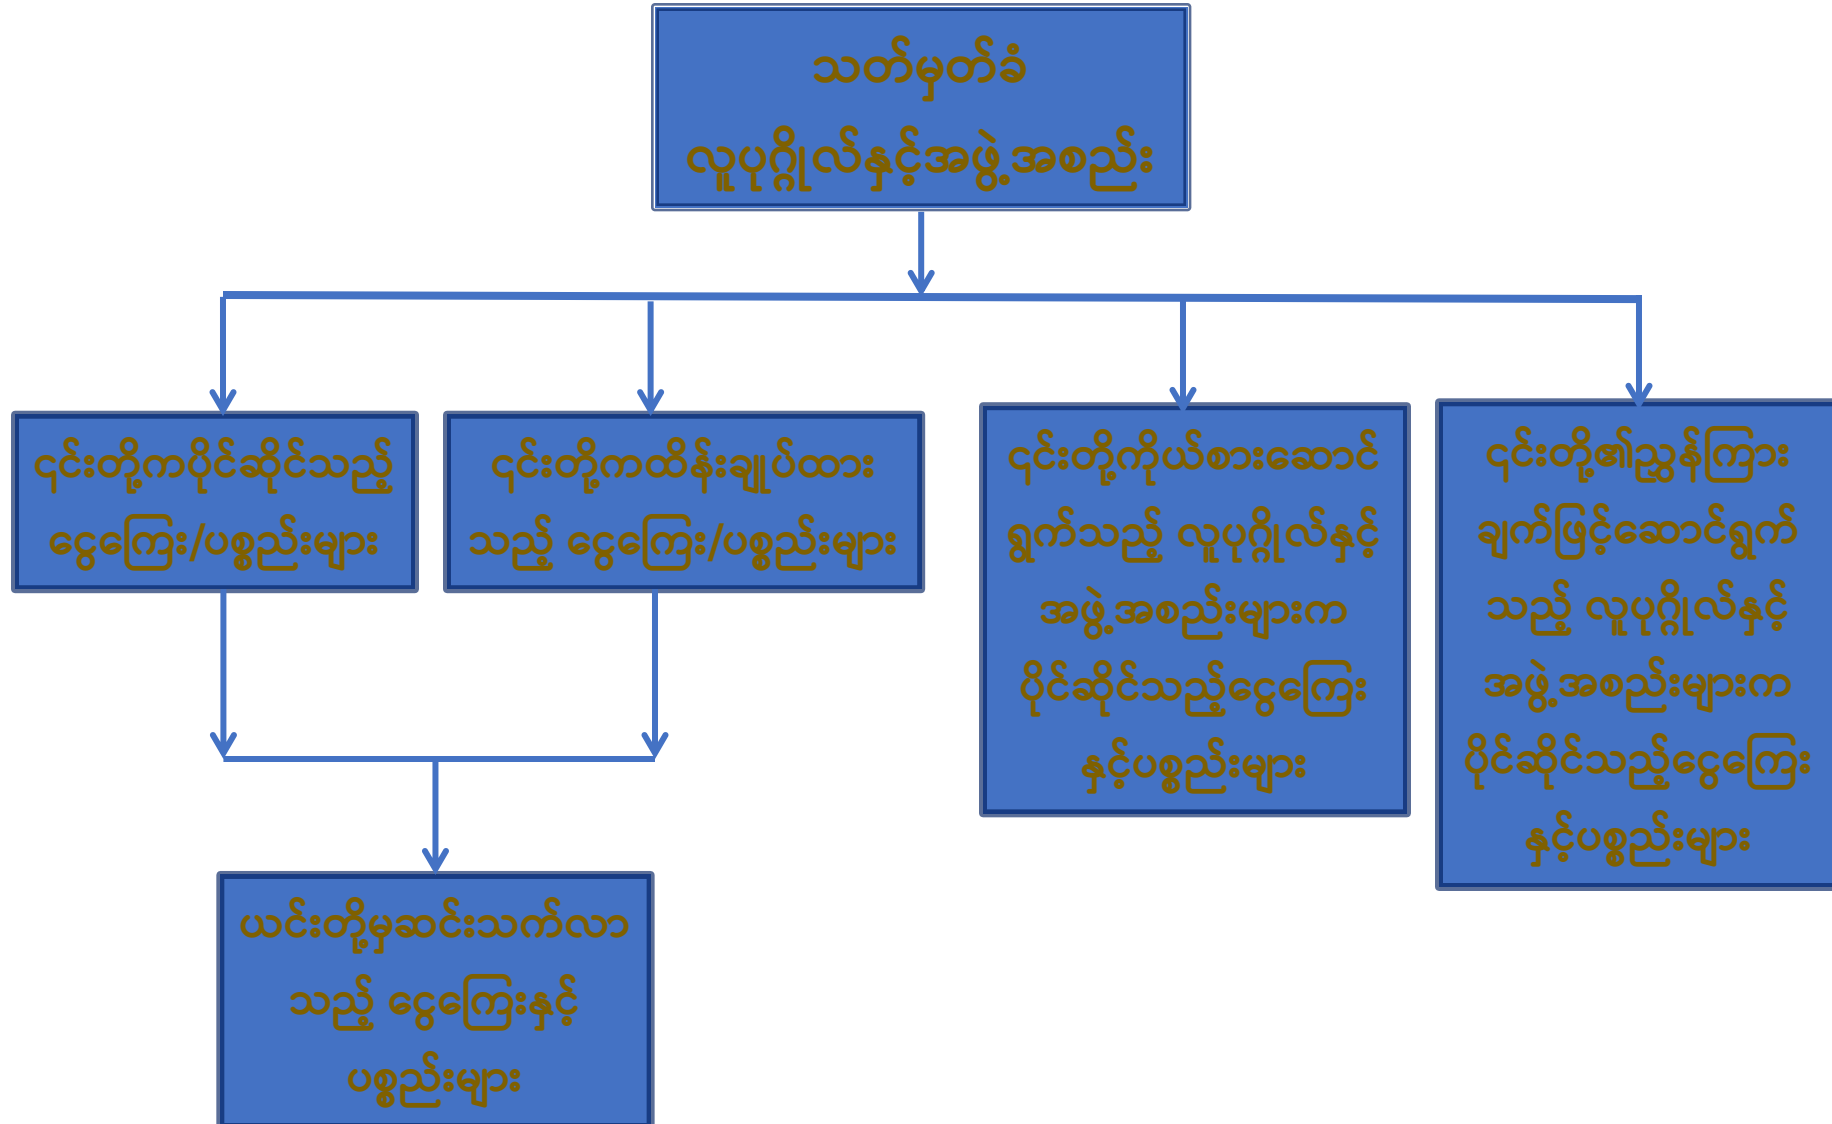 သတ်မှတ်ခံ
လူပုဂ္ဂိုလ်နှင့်အဖွဲ့အစည်း
၎င်းတို့ကပိုင်ဆိုင်သည့်
ငွေကြေး/ပစ္စည်းများ
၎င်းတို့ကထိန်းချုပ်ထား
သည့် ငွေကြေး/ပစ္စည်းများ
၎င်းတို့ကိုယ်စားဆောင်
ရွက်သည့် လူပုဂ္ဂိုလ်နှင့်
အဖွဲ့အစည်းများက
ပိုင်ဆိုင်သည့်ငွေကြေး
နှင့်ပစ္စည်းများ
၎င်းတို့၏ညွှန်ကြား
ချက်ဖြင့်ဆောင်ရွက်
သည့် လူပုဂ္ဂိုလ်နှင့်
အဖွဲ့အစည်းများက
ပိုင်ဆိုင်သည့်ငွေကြေး
နှင့်ပစ္စည်းများ
ယင်းတို့မှဆင်းသက်လာ
သည့် ငွေကြေးနှင့်
ပစ္စည်းများ